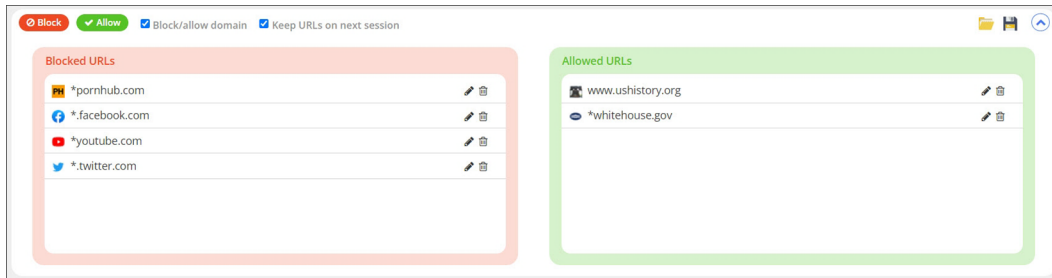 Block Allow Block/allow domain Keep URLs on next session
Blocked URLs
PH *pornhub.com
*.facebook.com
*youtube.com
*.twitter.com
Allowed URLs
www.ushistory.org
*whitehouse.gov